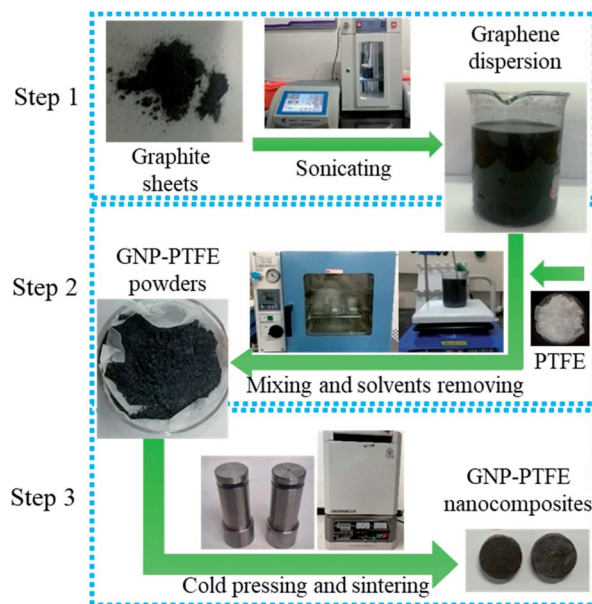 Graphene
dispersion
Step 1
Graphite
sheets
Sonicating
GNP-PTFE
powders
Step 2
PTFE
Mixing and solvents removing
Step 3
GNP-PTFE
nanocomposites
Cold pressing and sintering